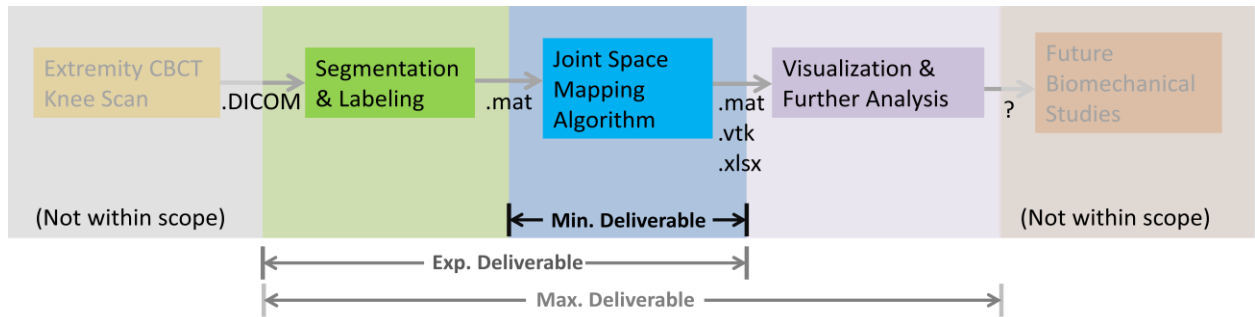 Extremity CBCT
Knee Scan
.DICOM
Segmentation
& Labeling
.mat
Joint Space
Mapping
Algorithm
.mat
.vtk
.xlsx
Visualization &
Further Analysis
?
Future
Biomechanical
Studies
(Not within scope)
Min. Deliverable
(Not within scope)
Exp. Deliverable
Max. Deliverable